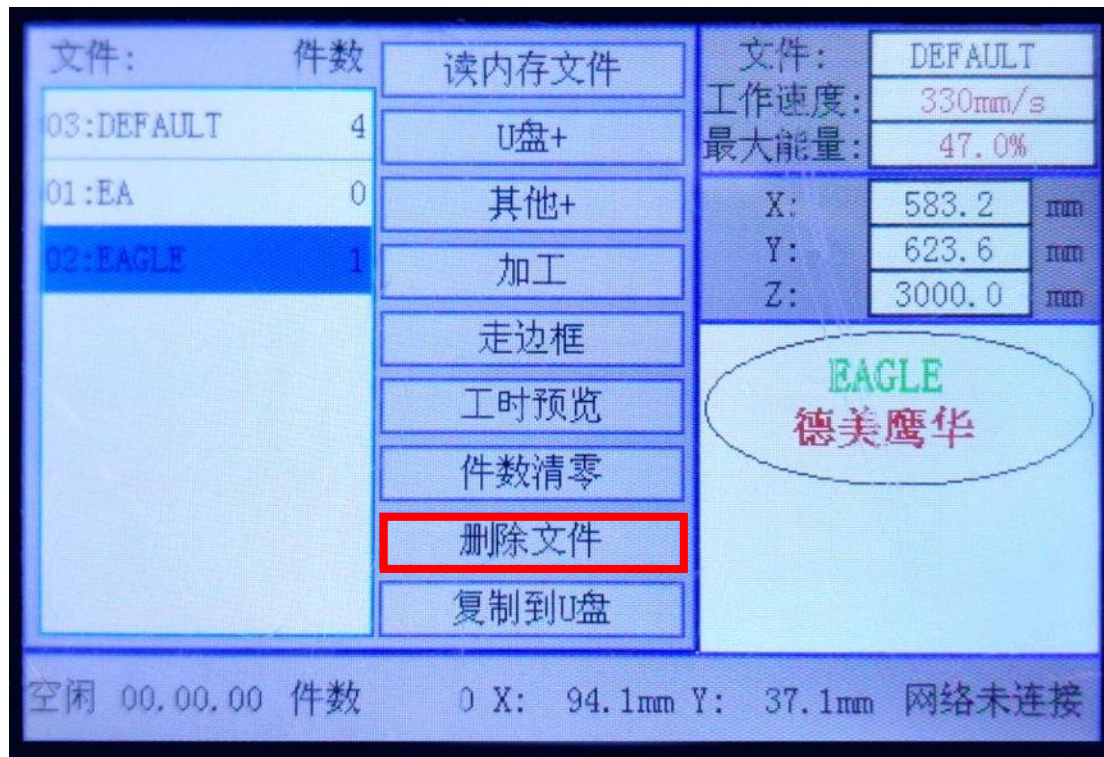 文件: 件数
03:DEFAULT 4
01:EA 0
02:EAGLE 1
读内存文件
U盘+
其他+
加工
走边框
工时预览
件数清零
删除文件
复制到U盘
文件: DEFAULT
工作速度: 330mm/s
最大能量: 47.0%
X: 583.2 mm
Y: 623.6 mm
Z: 3000.0 mm
EAGLE
德美鹰华
空闲 00.00.00 件数 0 X: 94.1mm Y: 37.1mm 网络未连接